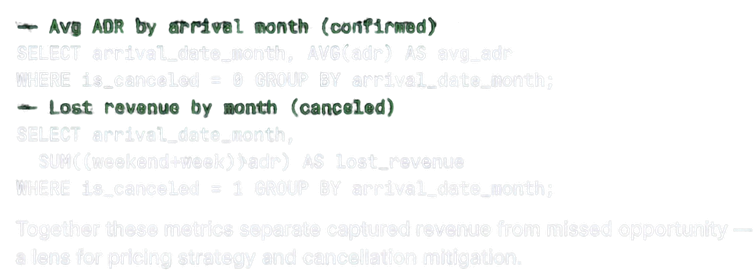 — Avg ADR by arrival month (confirmed)
SELECT arrival_date_month, AVG(adr) AS avg_adr
WHERE is_canceled = 0 GROUP BY arrival_date_month;
— Lost revenue by month (canceled)
SELECT arrival_date_month,
SUM((weekend+week)*adr) AS lost_revenue
WHERE is_canceled = 1 GROUP BY arrival_date_month;
Together these metrics separate captured revenue from missed opportunity —
a lens for pricing strategy and cancellation mitigation.